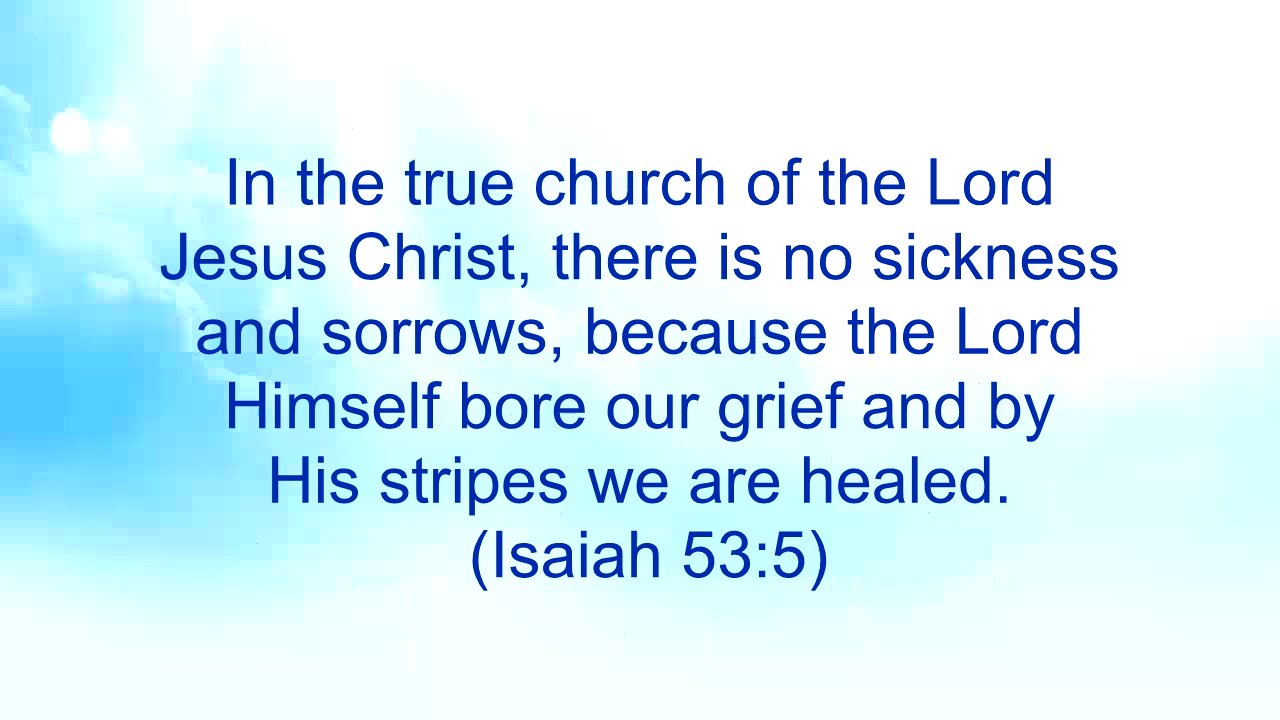 In the true church of the Lord
Jesus Christ, there is no sickness
and sorrows, because the Lord
Himself bore our grief and by
His stripes we are healed.
(Isaiah 53:5)